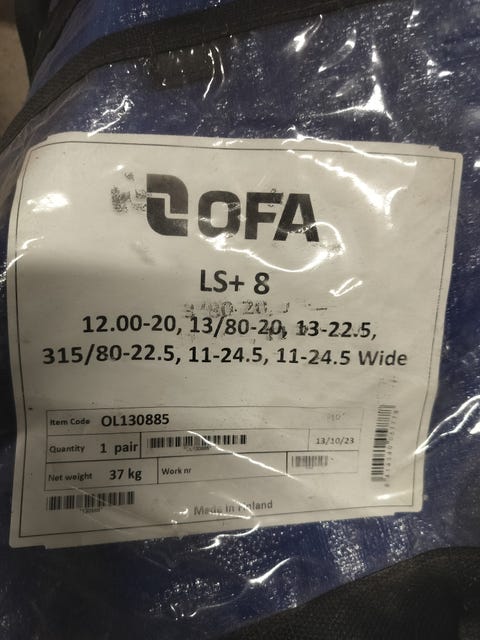 OFA
LS+ 8
12.00-20, 13/80-20, 13-22.5,
315/80-22.5, 11-24.5, 11-24.5 Wide
Item Code OL130885
Quantity 1 pair 13/10/23
Net weight 37 kg Work nr
Made in Finland